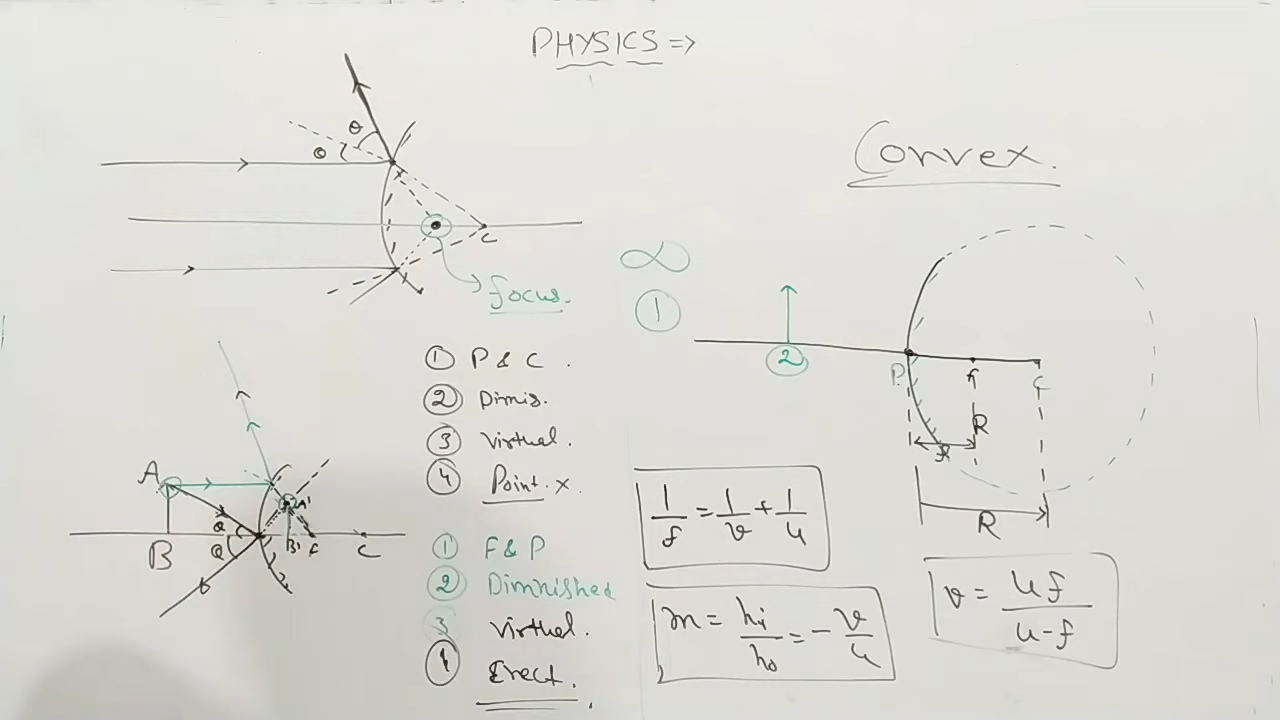 PHYSICS ⇒
Convex.
θ
θ
C
focus.
∞
①
②
P
f
C
R
R
① P & C .
② Dimis.
③ Virtual.
④ Point. x
A
B
θ
θ
A'
B'
F
C
① F & P
② Diminished
3 Virtual.
④ Erect.
1/f = 1/v + 1/u
m = hi/ho = - v/u
v = uf/u-f